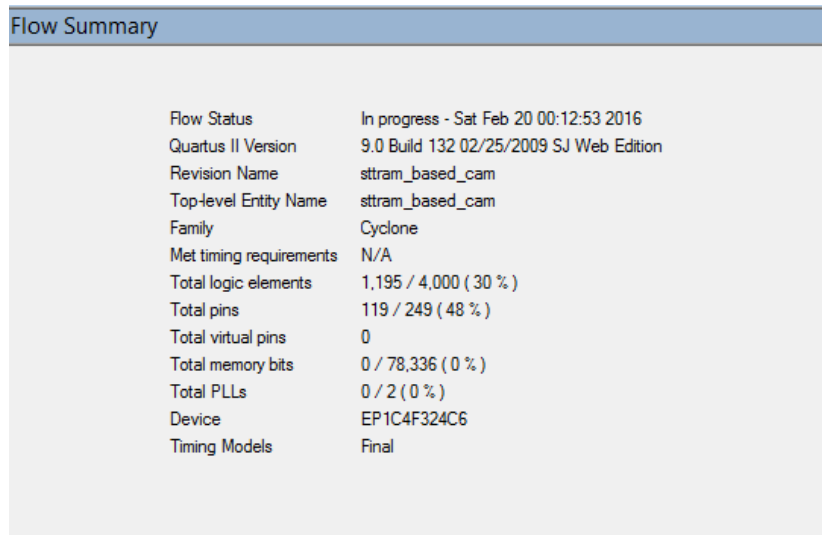 Flow Summary
Flow Status In progress - Sat Feb 20 00:12:53 2016
Quartus II Version 9.0 Build 132 02/25/2009 SJ Web Edition
Revision Name sttram_based_cam
Top-level Entity Name sttram_based_cam
Family Cyclone
Met timing requirements N/A
Total logic elements 1,195 / 4,000 ( 30 % )
Total pins 119 / 249 ( 48 % )
Total virtual pins 0
Total memory bits 0 / 78,336 ( 0 % )
Total PLLs 0 / 2 ( 0 % )
Device EP1C4F324C6
Timing Models Final